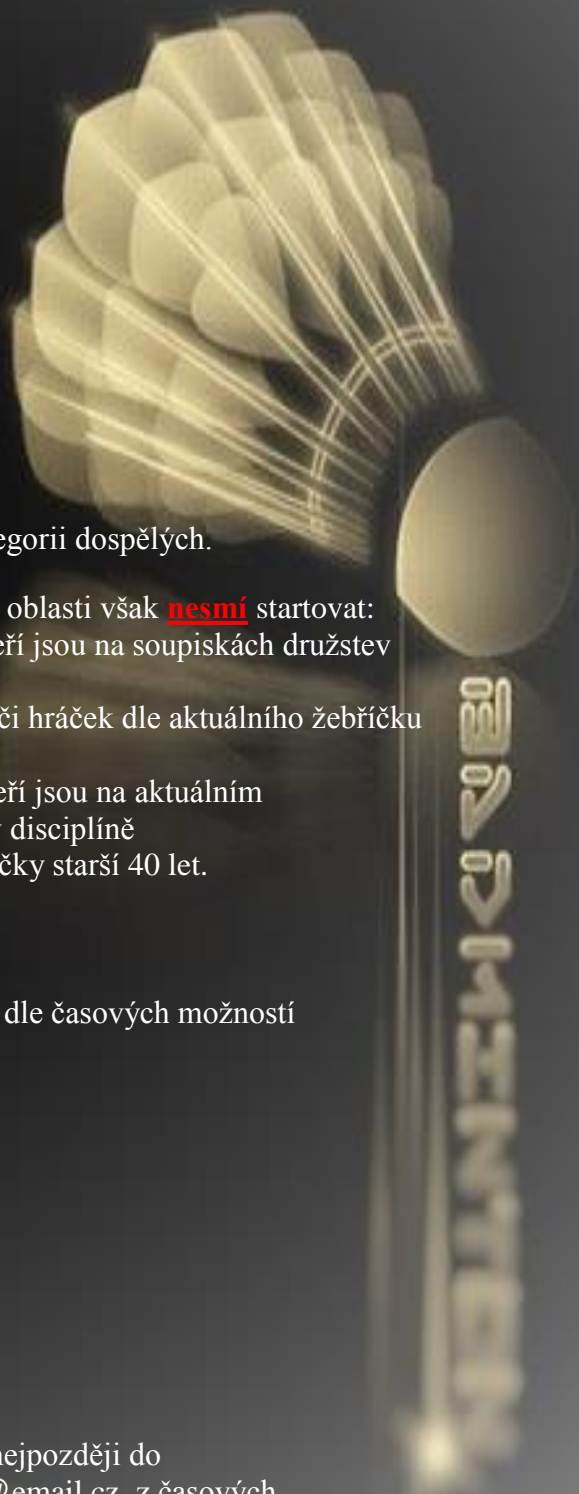 egorii dospělých.
oblasti však nesmí startovat:
eří jsou na soupiskách družstev
či hráček dle aktuálního žebříčku
eří jsou na aktuálním
disciplíně
čky starší 40 let.
dle časových možností
nejpozději do
@email.cz, z časových